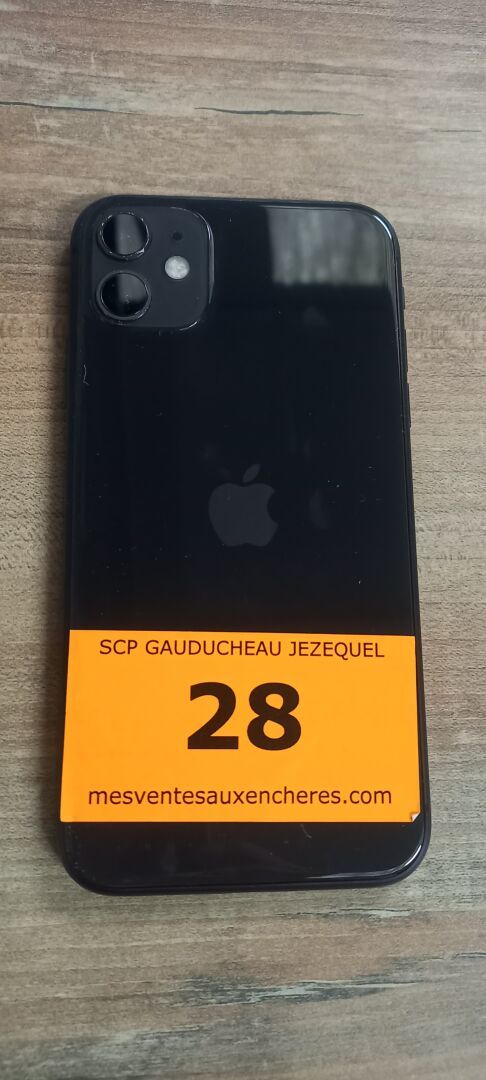 SCP GAUDUCHEAU JEZEQUEL
28
mesventesauxencheres.com